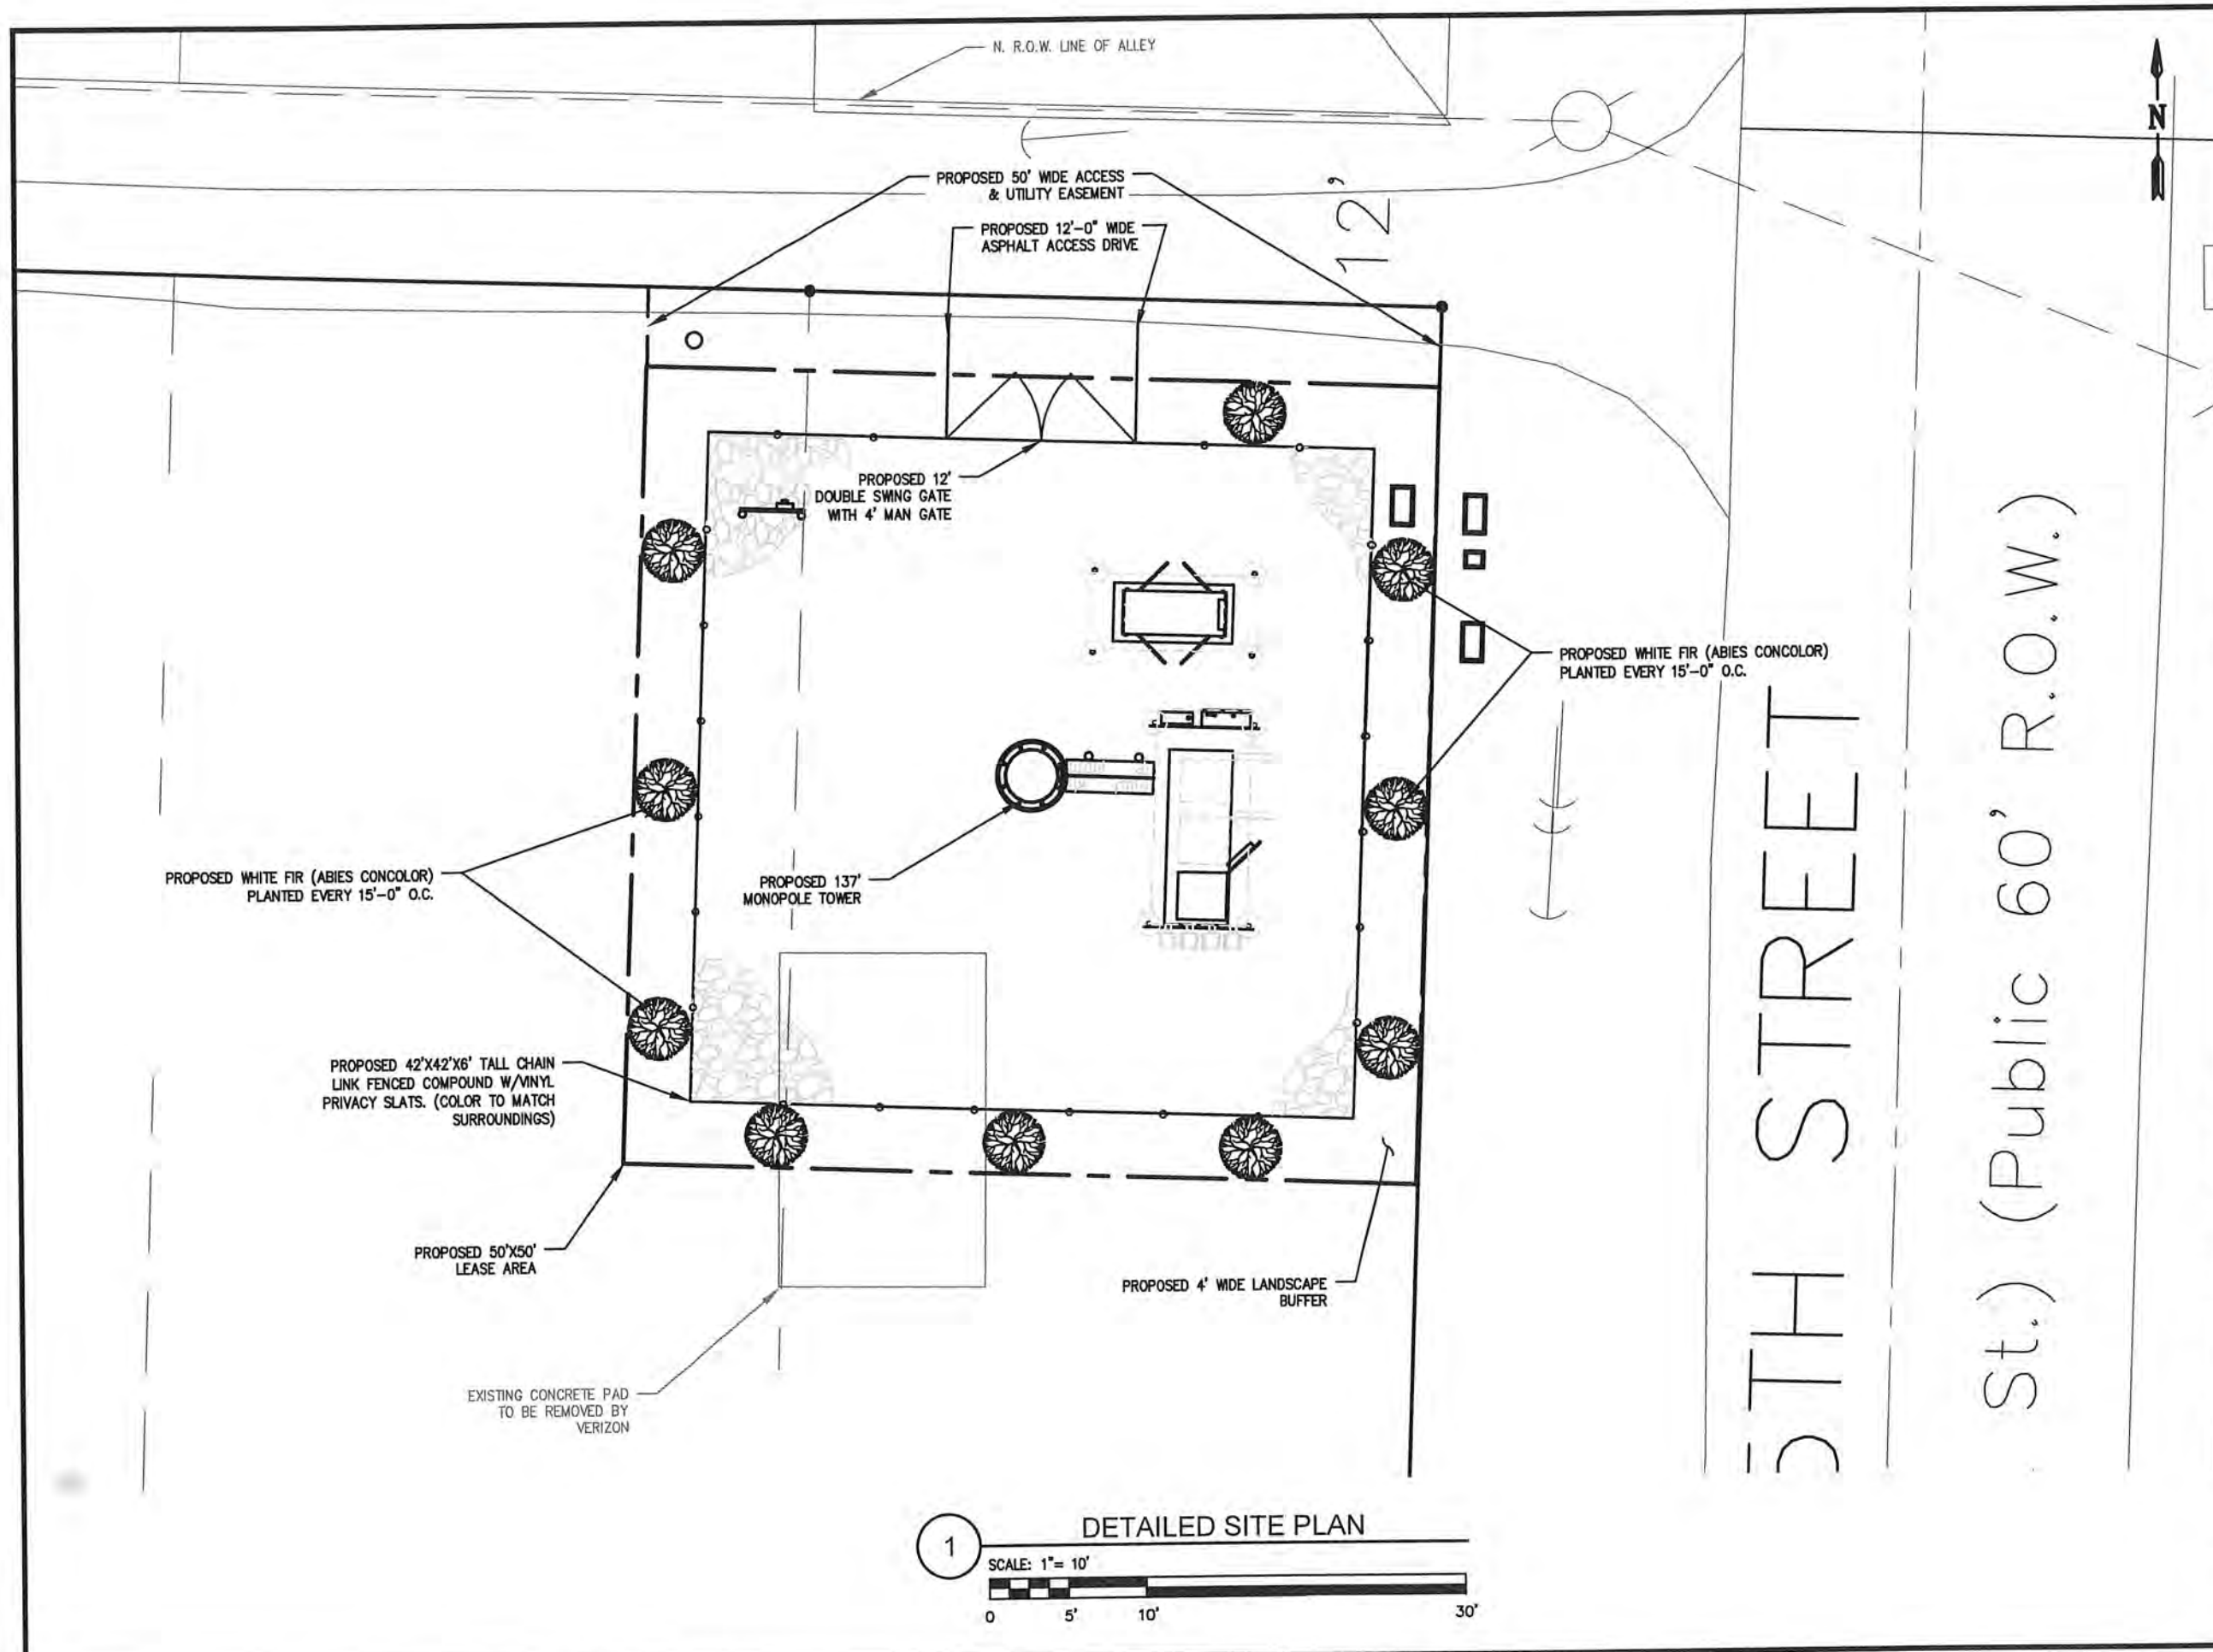 N. R.O.W. LINE OF ALLEY
N
PROPOSED 50' WIDE ACCESS
& UTILITY EASEMENT
12'
PROPOSED 12'-0" WIDE
ASPHALT ACCESS DRIVE
PROPOSED 12'
DOUBLE SWING GATE
WITH 4' MAN GATE
PROPOSED WHITE FIR (ABIES CONCOLOR)
PLANTED EVERY 15'-0" O.C.
PROPOSED WHITE FIR (ABIES CONCOLOR)
PLANTED EVERY 15'-0" O.C.
PROPOSED 137'
MONOPOLE TOWER
PROPOSED 42'X42'X6' TALL CHAIN
LINK FENCED COMPOUND W/VINYL
PRIVACY SLATS. (COLOR TO MATCH
SURROUNDINGS)
PROPOSED 50'X50'
LEASE AREA
PROPOSED 4' WIDE LANDSCAPE
BUFFER
EXISTING CONCRETE PAD
TO BE REMOVED BY
VERIZON
5TH STREET
St.) (Public 60' R.O.W.)
1
DETAILED SITE PLAN
SCALE: 1"= 10'
0 5' 10' 30'